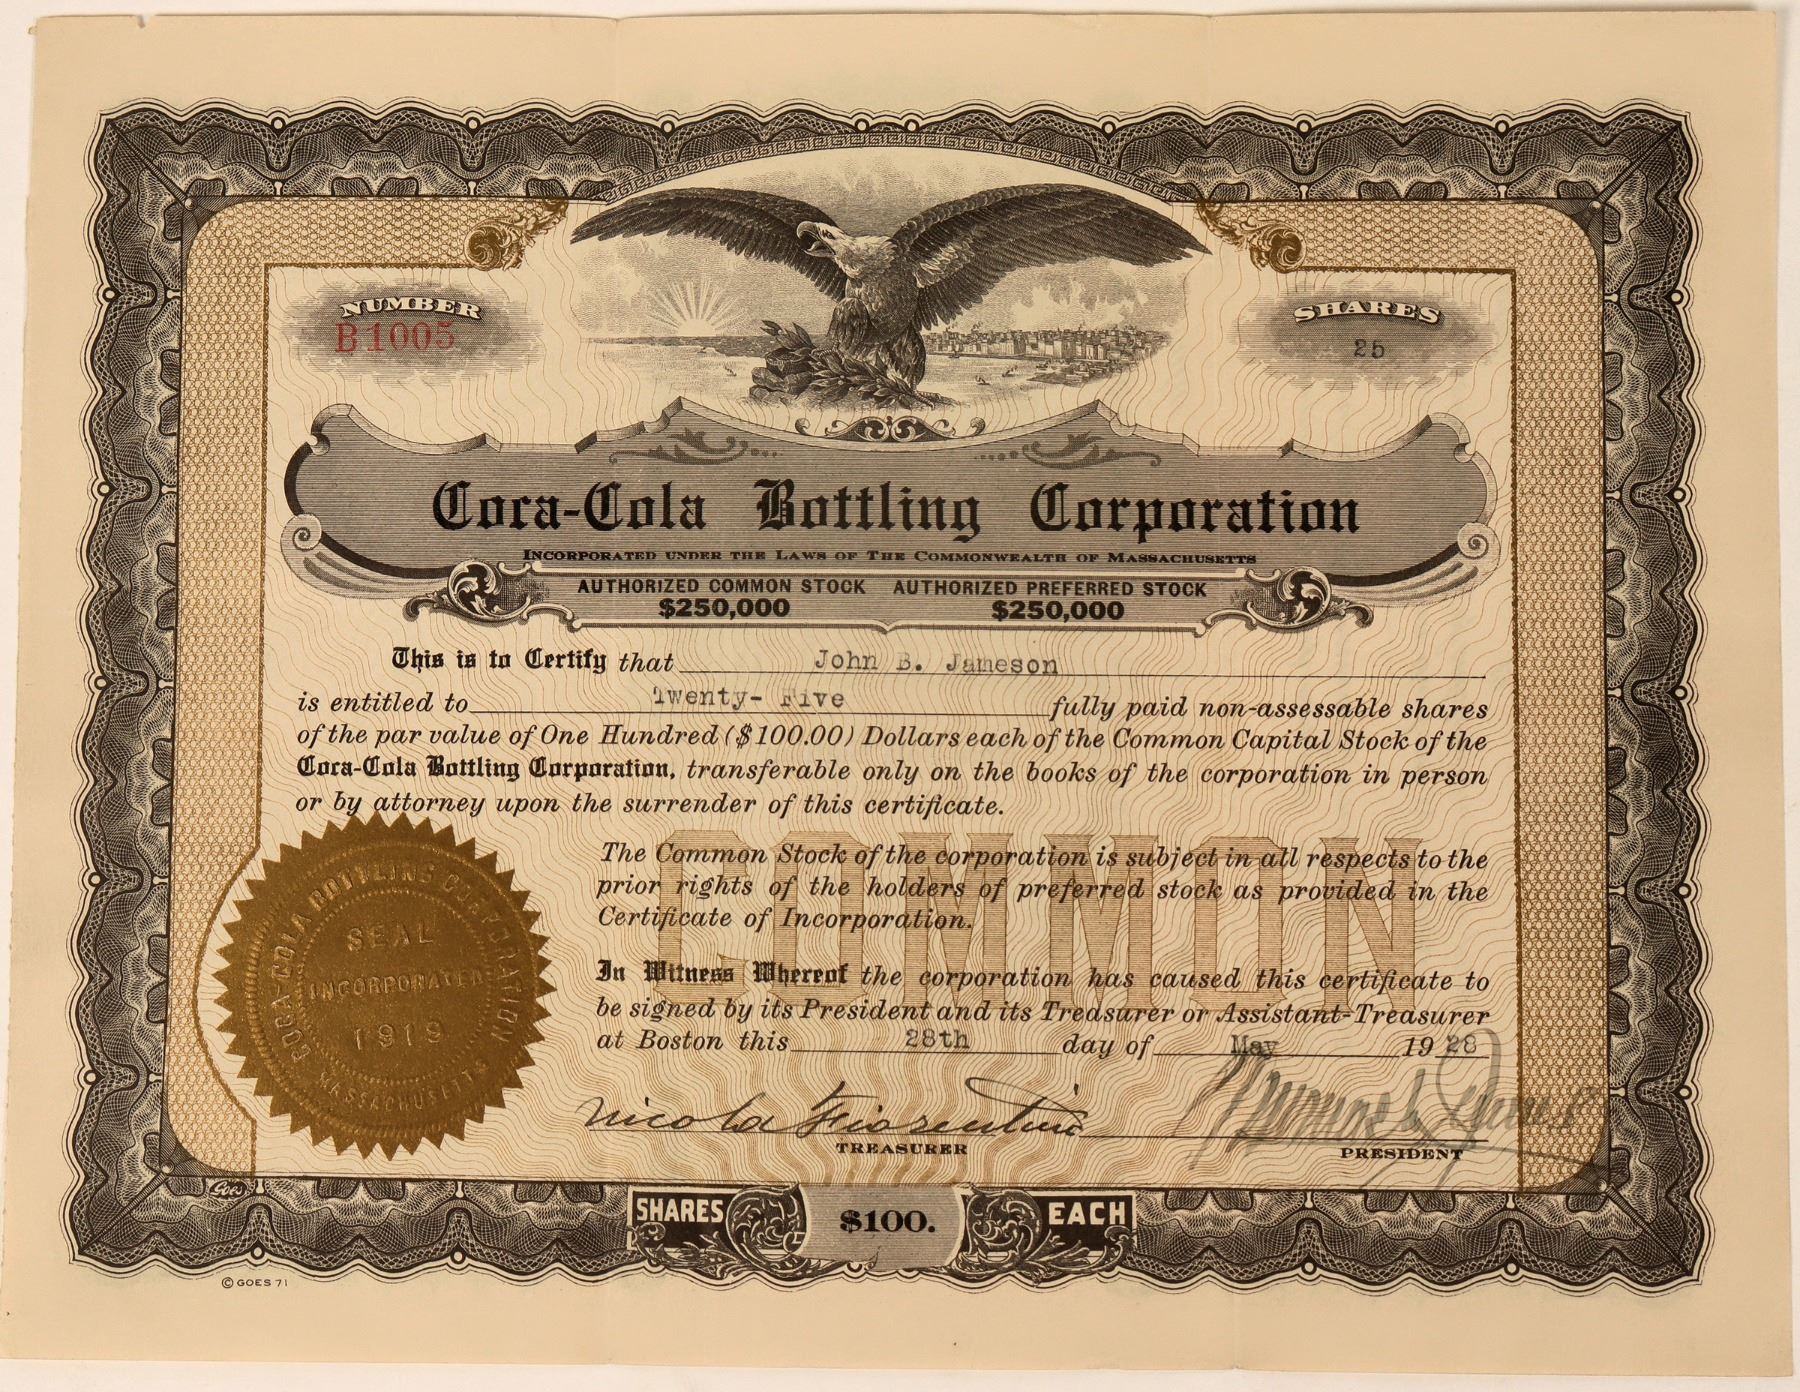 NUMBER
B1005
SHARES
25
Coca-Cola Bottling Corporation
INCORPORATED UNDER THE LAWS OF THE COMMONWEALTH OF MASSACHUSETTS
AUTHORIZED COMMON STOCK AUTHORIZED PREFERRED STOCK
$250,000 $250,000
This is to Certify that John B. Jameson
is entitled to Twenty- Five fully paid non-assessable shares
of the par value of One Hundred ($100.00) Dollars each of the Common Capital Stock of the
Coca-Cola Bottling Corporation, transferable only on the books of the corporation in person
or by attorney upon the surrender of this certificate.
COMMON
The Common Stock of the corporation is subject in all respects to the
prior rights of the holders of preferred stock as provided in the
Certificate of Incorporation.
In Witness Whereof the corporation has caused this certificate to
be signed by its President and its Treasurer or Assistant-Treasurer
at Boston this 28th day of May 19 28
COCA-COLA BOTTLING CORPORATION
SEAL
INCORPORATED
1919
MASSACHUSETTS
Nicola Fiorentini
TREASURER
PRESIDENT
Goes
SHARES $100. EACH
© GOES 71